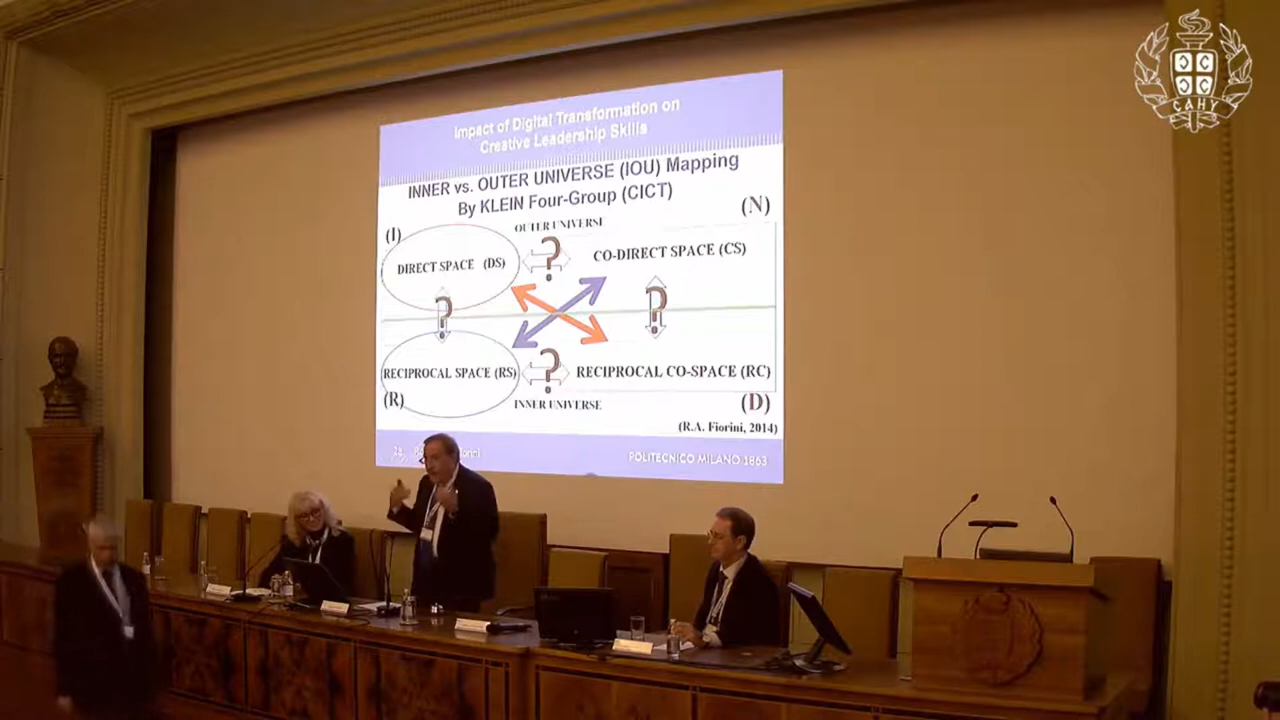 Impact of Digital Transformation on
Creative Leadership Skills
INNER vs. OUTER UNIVERSE (IOU) Mapping
By KLEIN Four-Group (CICT)
(N)
(I)
OUTER UNIVERSE
DIRECT SPACE (DS)
?
CO-DIRECT SPACE (CS)
?
?
RECIPROCAL SPACE (RS)
?
RECIPROCAL CO-SPACE (RC)
(R)
INNER UNIVERSE
(D)
(R.A. Fiorini, 2014)
POLITECNICO MILANO 1863
САНУ